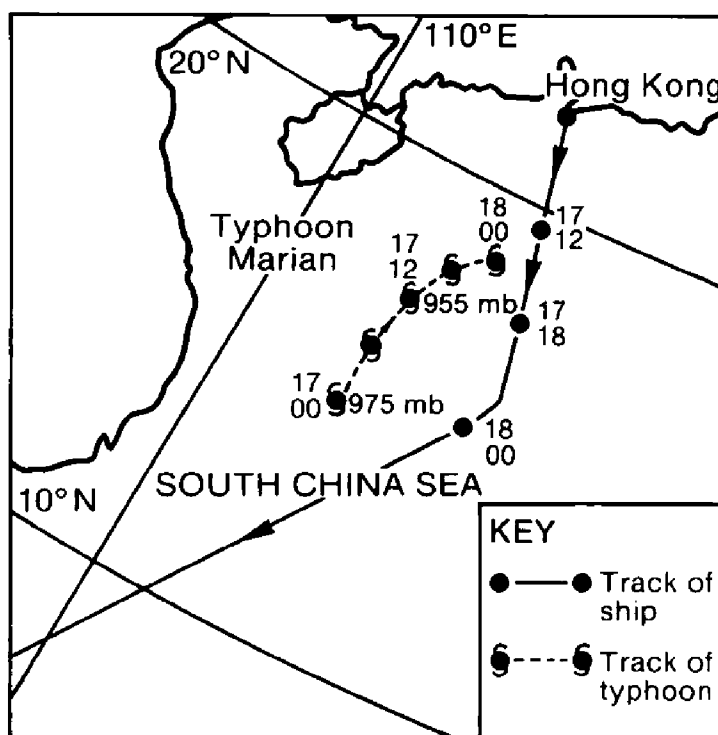 110°E
20°N
Hong Kong
Typhoon
Marian
18
00
17
12
17
12
955 mb
17
18
17
00
975 mb
18
00
SOUTH CHINA SEA
10°N
KEY
Track of
ship
Track of
typhoon